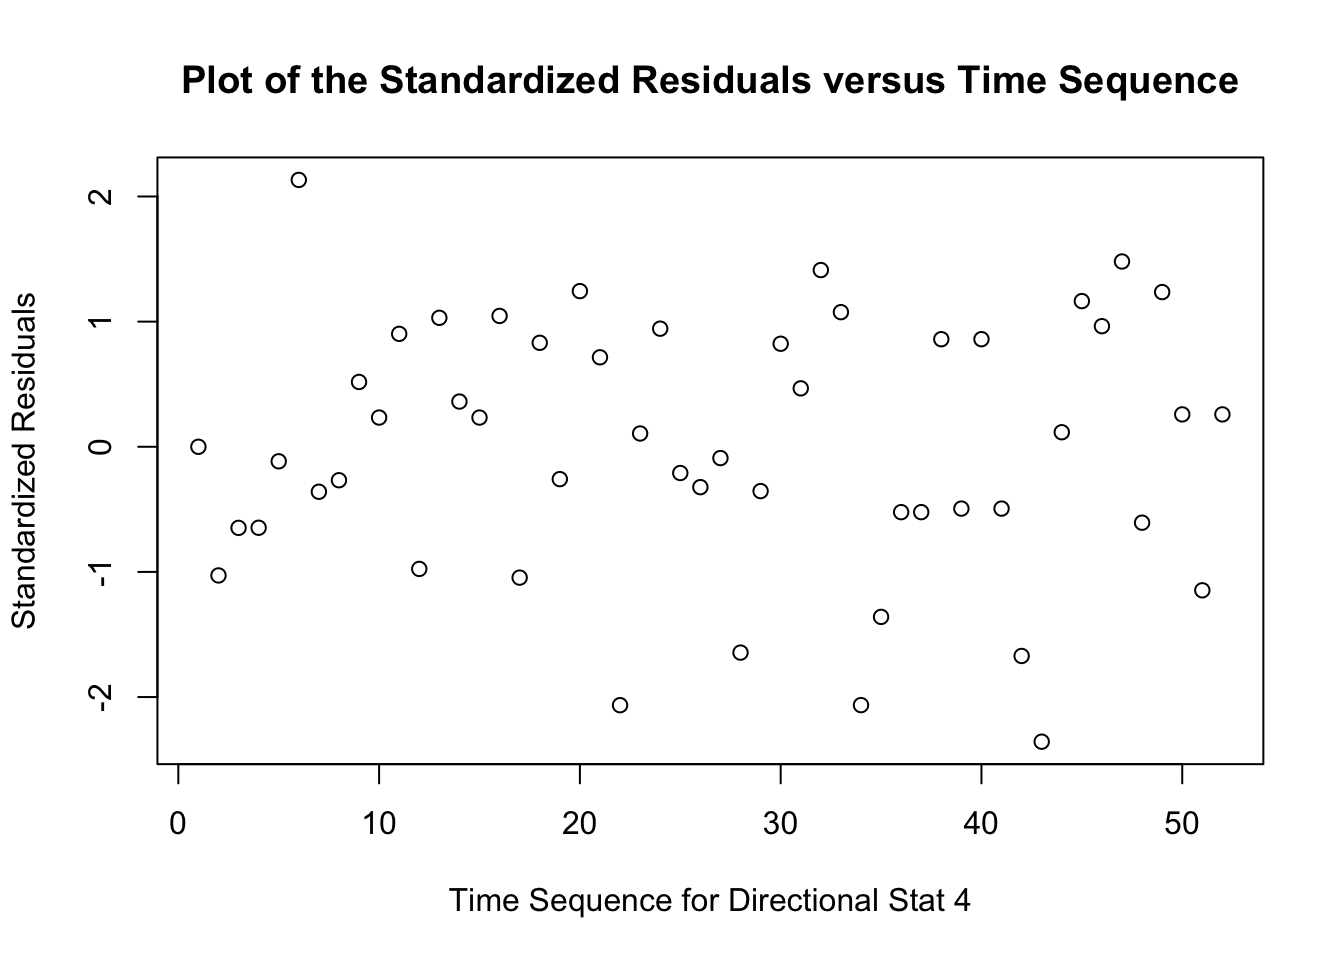 Plot of the Standardized Residuals versus Time Sequence
Standardized Residuals
2
1
0
-1
-2
0 10 20 30 40 50
Time Sequence for Directional Stat 4